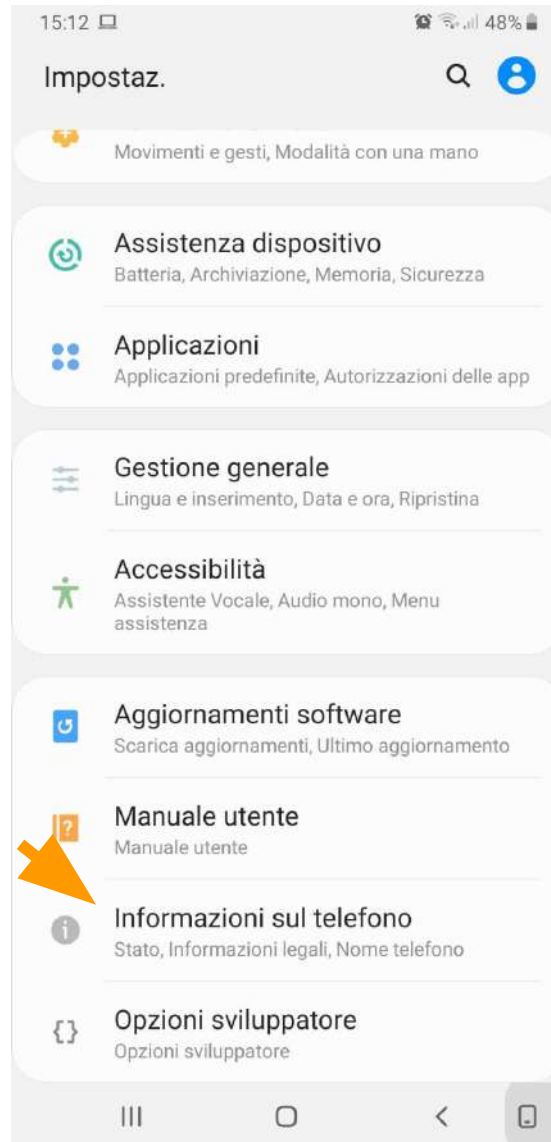 15:12
48%
Impostaz.
Movimenti e gesti, Modalità con una mano
Assistenza dispositivo
Batteria, Archiviazione, Memoria, Sicurezza
Applicazioni
Applicazioni predefinite, Autorizzazioni delle app
Gestione generale
Lingua e inserimento, Data e ora, Ripristina
Accessibilità
Assistente Vocale, Audio mono, Menu
assistenza
Aggiornamenti software
Scarica aggiornamenti, Ultimo aggiornamento
Manuale utente
Manuale utente
Informazioni sul telefono
Stato, Informazioni legali, Nome telefono
Opzioni sviluppatore
Opzioni sviluppatore